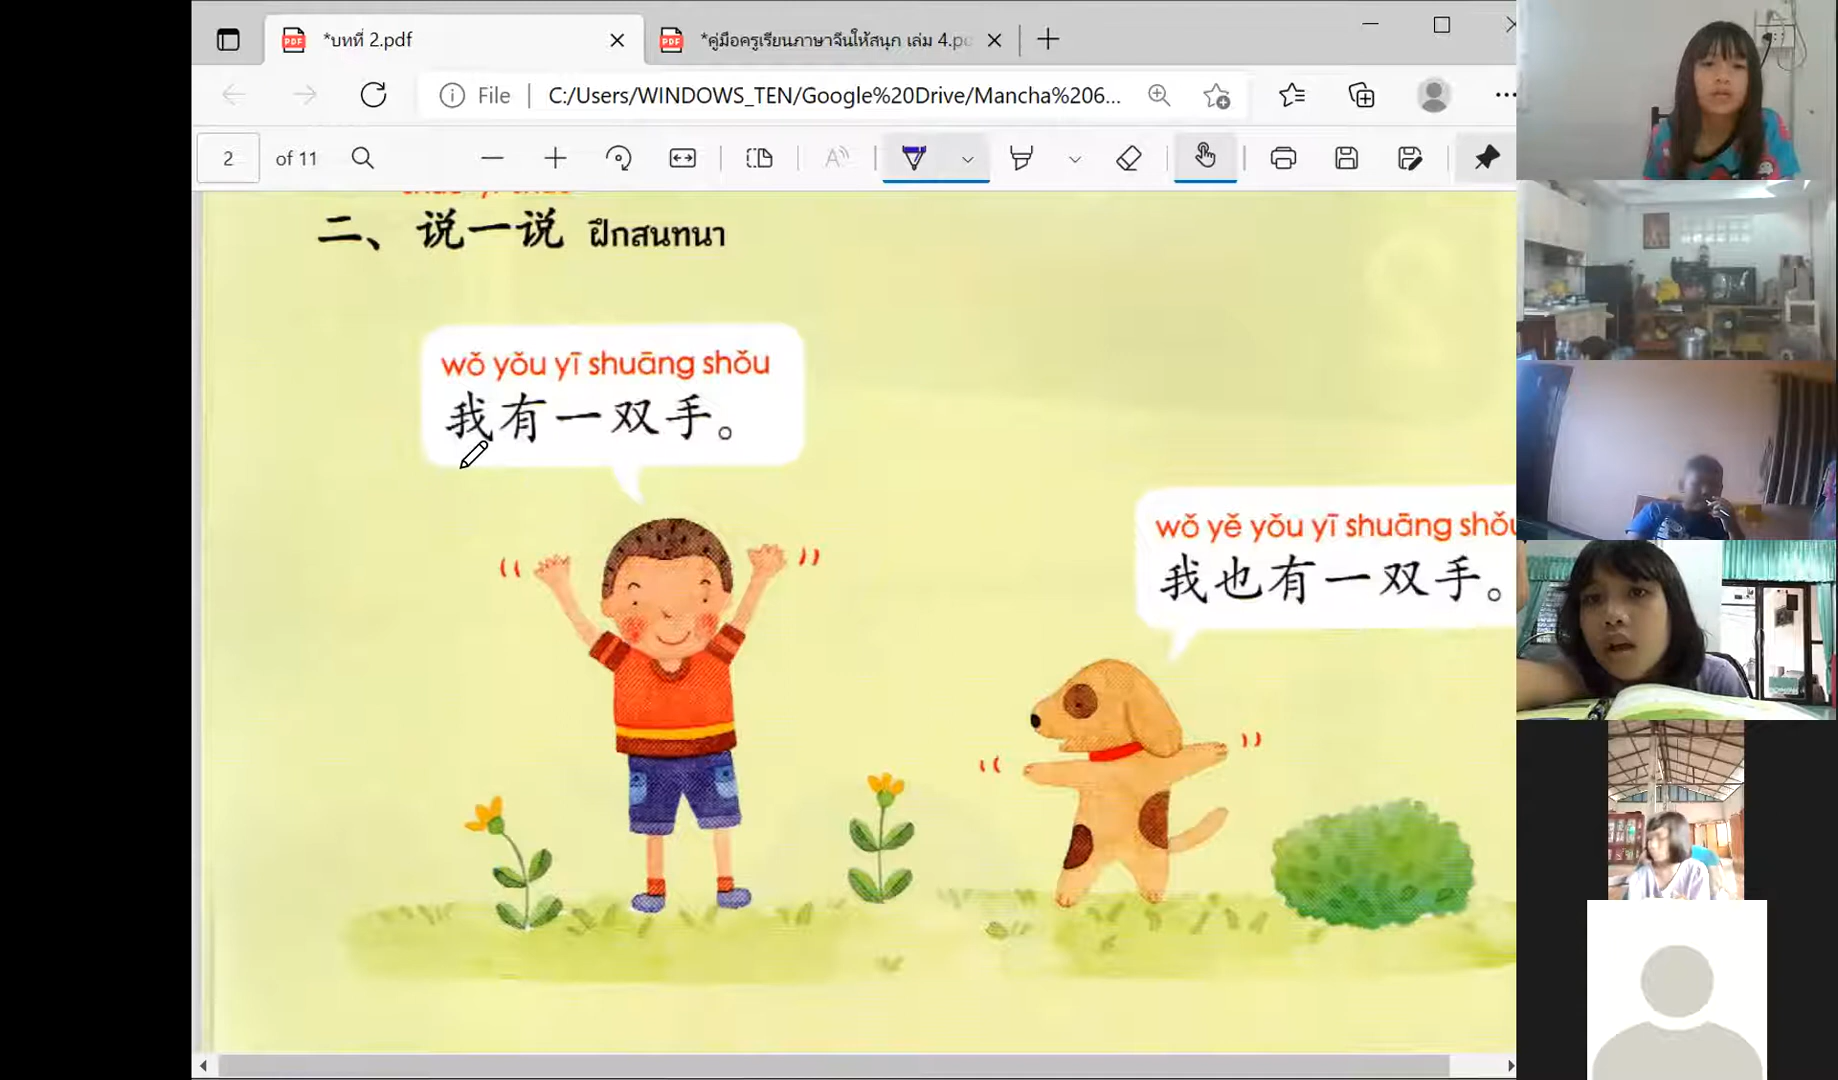 *บทที่ 2.pdf
*คู่มือครูเรียนภาษาจีนให้สนุก เล่ม 4.p
File
C:/Users/WINDOWS_TEN/Google%20Drive/Mancha%206...
2 of 11
二、说一说 ฝึกสนทนา
wǒ yǒu yī shuāng shǒu
我有一双手。
wǒ yě yǒu yī shuāng shǒu
我也有一双手。